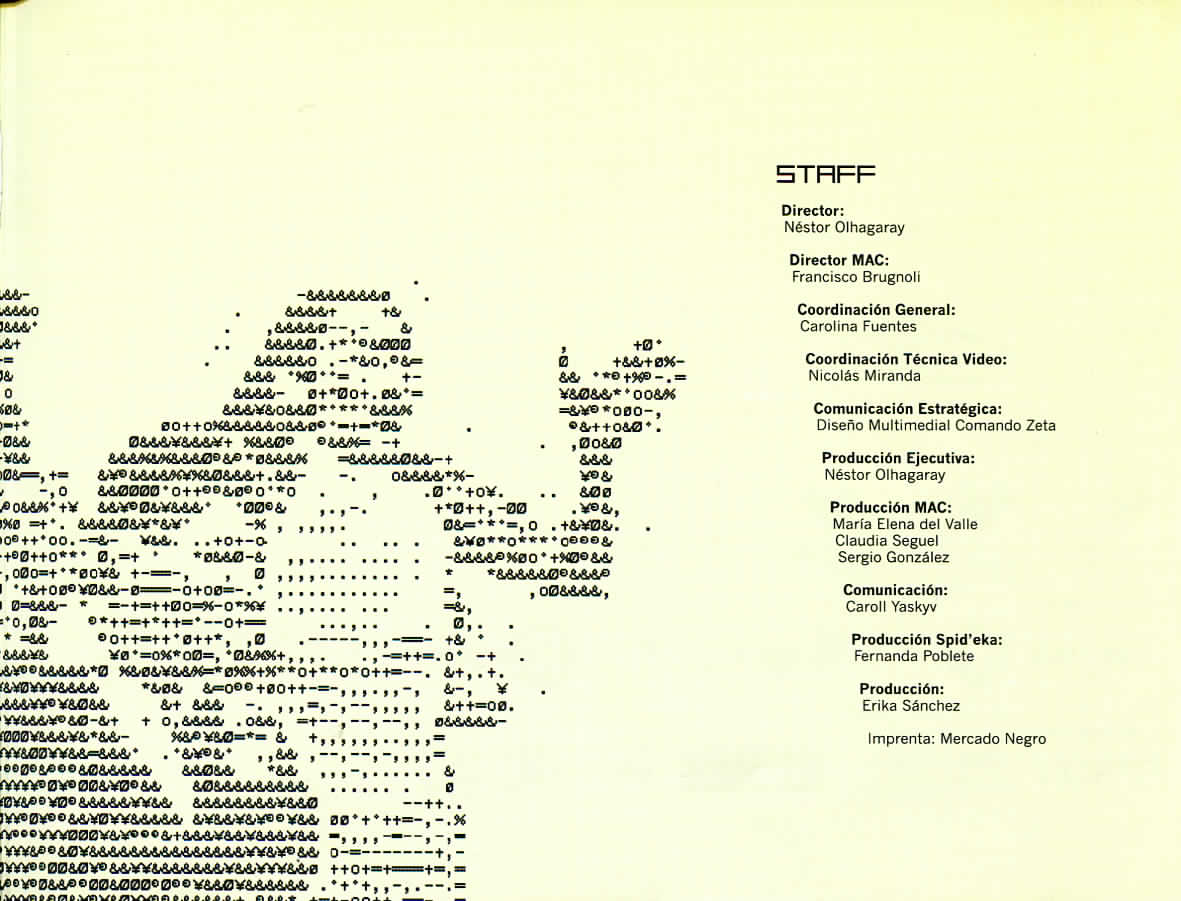 STAFF
Director:
Néstor Olhagaray
Director MAC:
Francisco Brugnoli
Coordinación General:
Carolina Fuentes
Coordinación Técnica Video:
Nicolás Miranda
Comunicación Estratégica:
Diseño Multimedial Comando Zeta
Producción Ejecutiva:
Néstor Olhagaray
Producción MAC:
María Elena del Valle
Claudia Seguel
Sergio González
Comunicación:
Caroll Yaskyv
Producción Spid'eka:
Fernanda Poblete
Producción:
Erika Sánchez
Imprenta: Mercado Negro